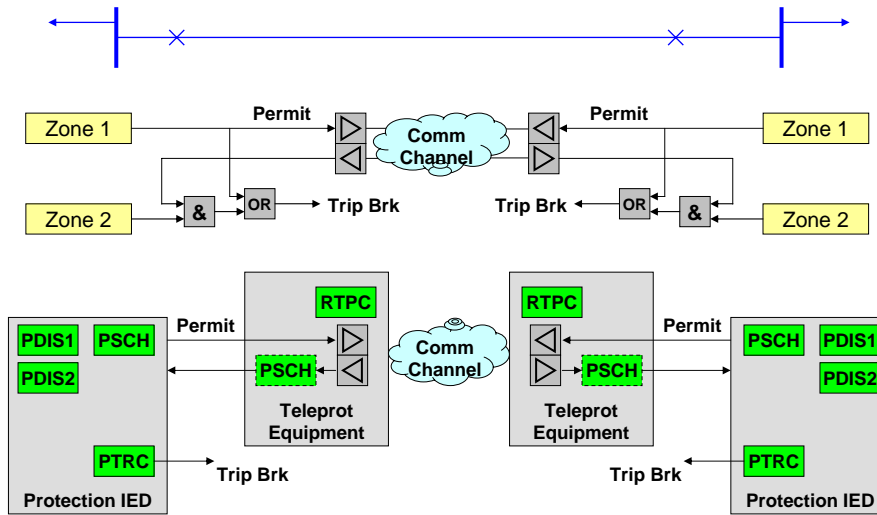 Permit
Permit
Zone 1
Comm
Channel
Zone 1
Zone 2
&
OR
Trip Brk
Trip Brk
OR
&
Zone 2
RTPC
RTPC
PDIS1
PSCH
Permit
Comm
Channel
Permit
PSCH
PDIS1
PDIS2
PSCH
PSCH
PDIS2
Teleprot
Equipment
Teleprot
Equipment
PTRC
Trip Brk
Trip Brk
PTRC
Protection IED
Protection IED